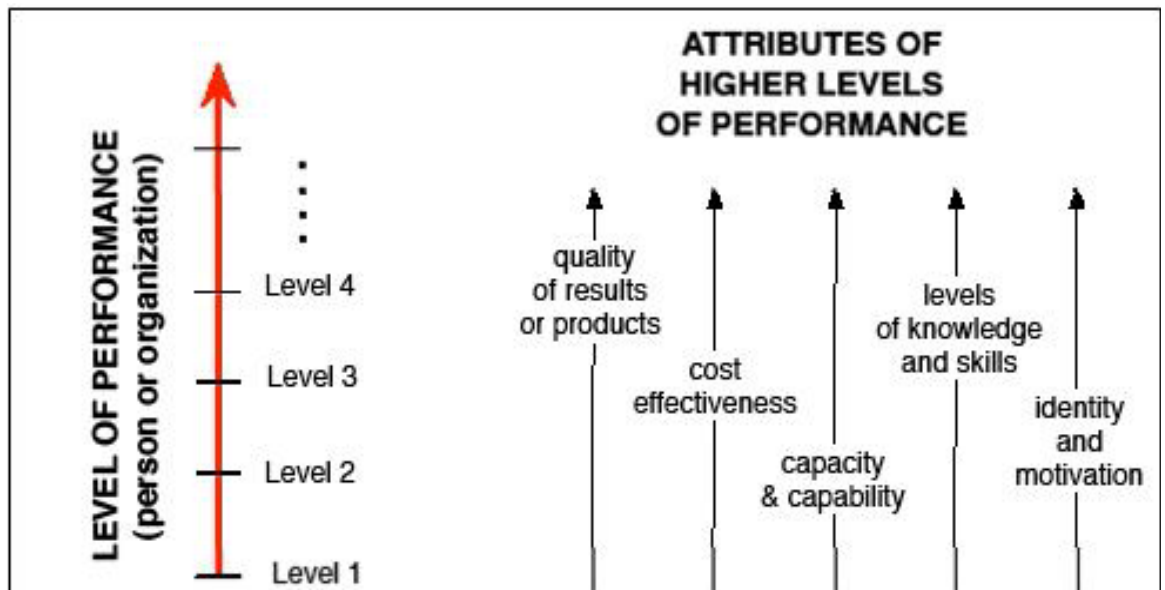 LEVEL OF PERFORMANCE
(person or organization)
Level 4
Level 3
Level 2
Level 1
ATTRIBUTES OF
HIGHER LEVELS
OF PERFORMANCE
quality
of results
or products
cost
effectiveness
capacity
& capability
levels
of knowledge
and skills
identity
and
motivation